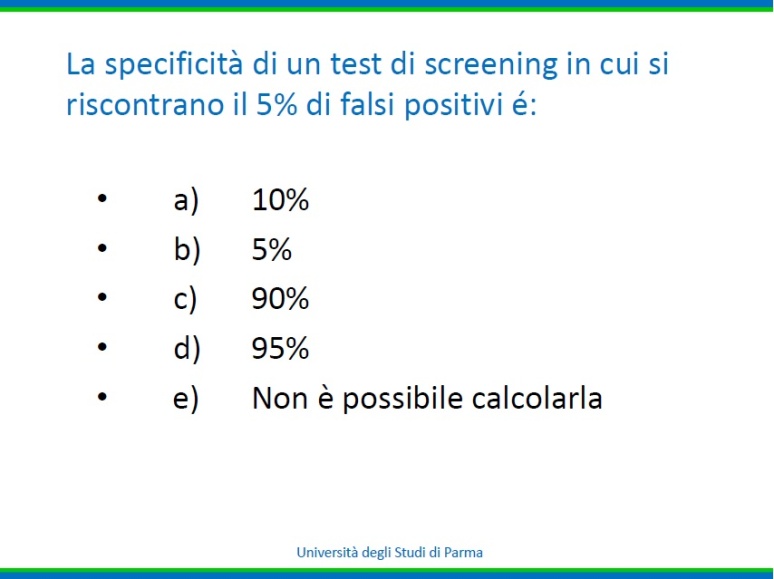 La specificità di un test di screening in cui si
riscontrano il 5% di falsi positivi é:
• a) 10%
• b) 5%
• c) 90%
• d) 95%
• e) Non è possibile calcolarla
Università degli Studi di Parma